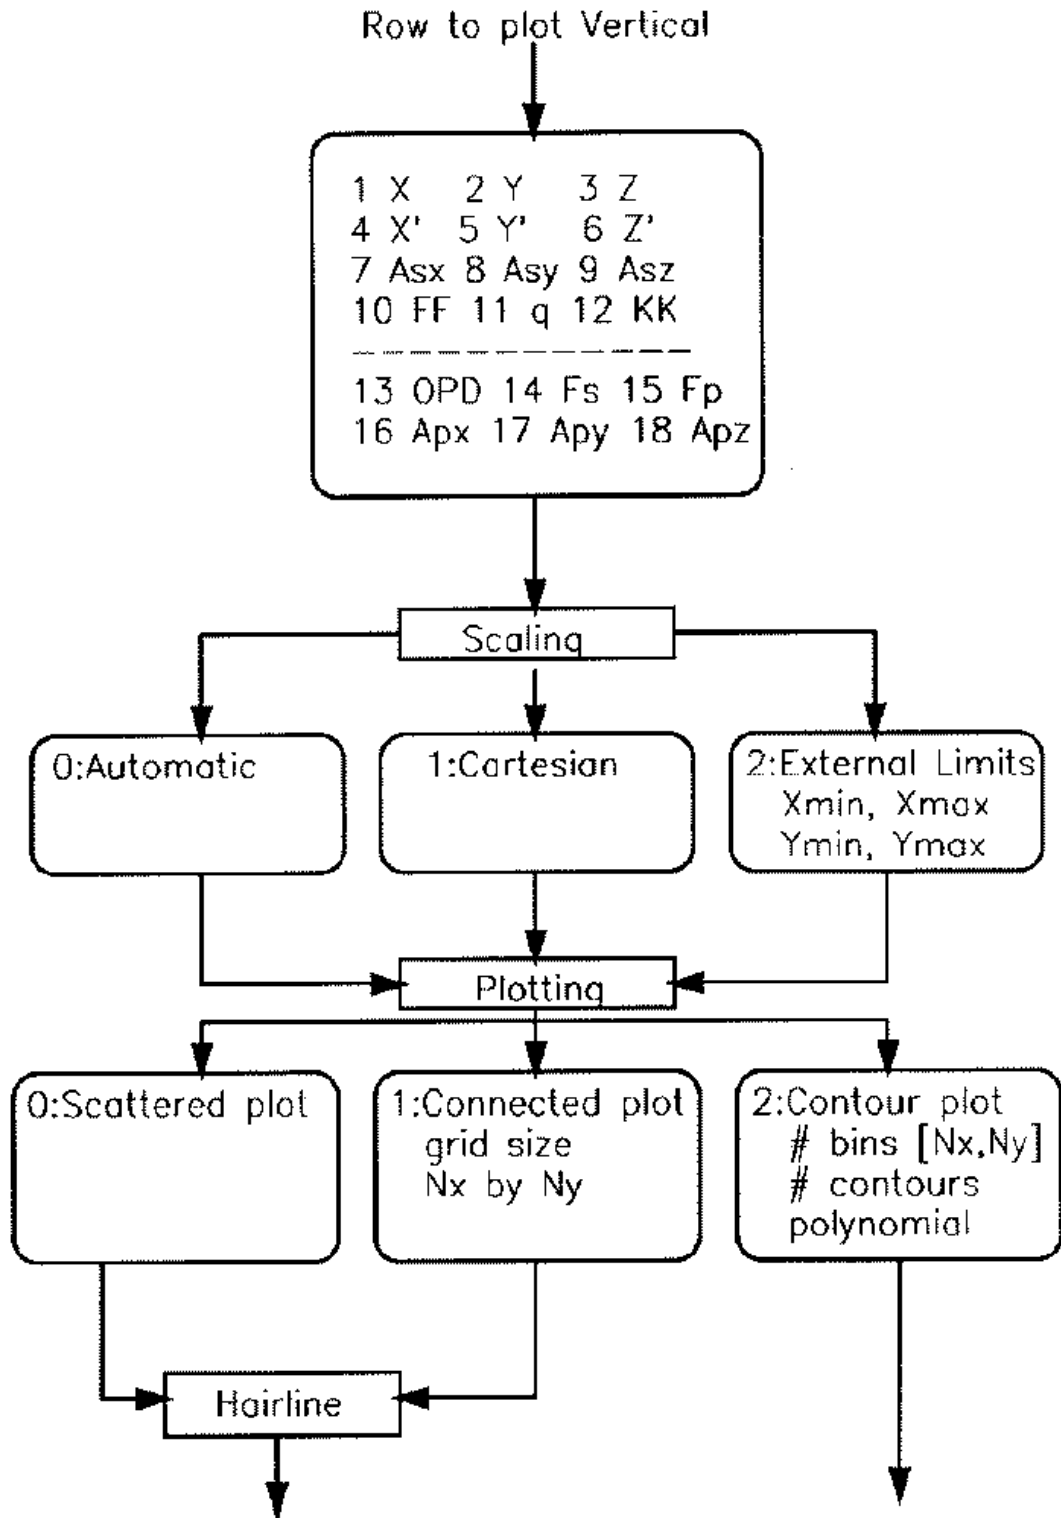 Row to plot Vertical
1 X 2 Y 3 Z
4 X' 5 Y' 6 Z'
7 Asx 8 Asy 9 Asz
10 FF 11 q 12 KK
13 OPD 14 Fs 15 Fp
16 Apx 17 Apy 18 Apz
Scaling
0:Automatic
1:Cartesian
2:External Limits
Xmin, Xmax
Ymin, Ymax
Plotting
0:Scattered plot
1:Connected plot
grid size
Nx by Ny
2:Contour plot
# bins [Nx,Ny]
# contours
polynomial
Hairline